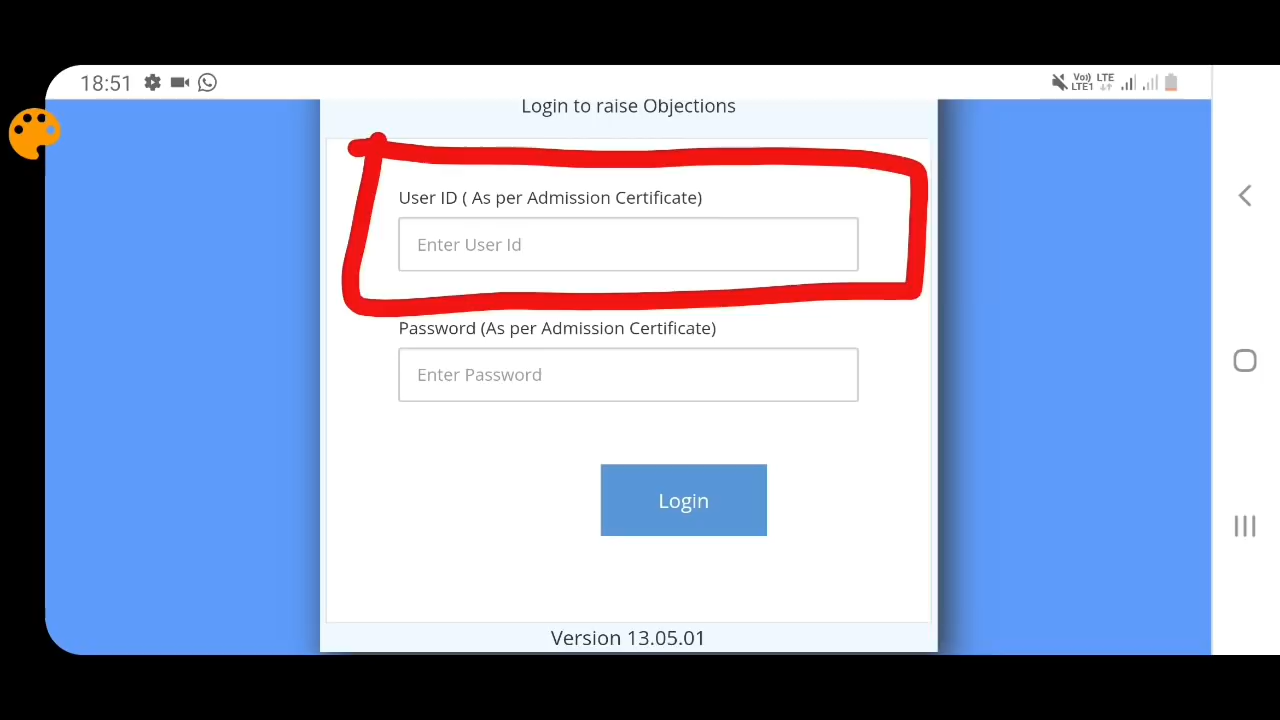 18:51
Vo) LTE
LTE1
Login to raise Objections
User ID ( As per Admission Certificate)
Enter User Id
Password (As per Admission Certificate)
Enter Password
Login
Version 13.05.01